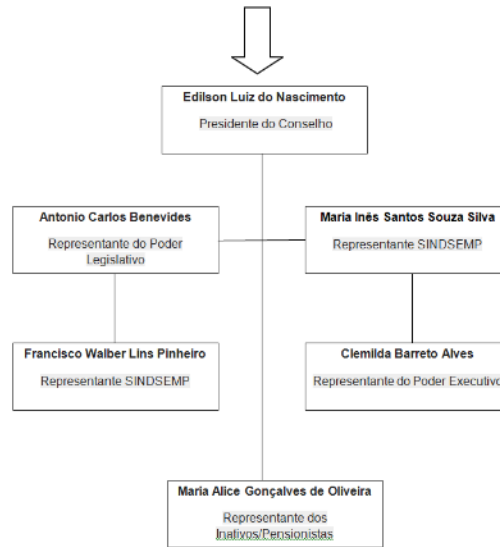 Edilson Luiz do Nascimento
Presidente do Conselho
Antonio Carlos Benevides
Representante do Poder
Legislativo
Maria Inês Santos Souza Silva
Representante SINDSEMP
Francisco Walber Lins Pinheiro
Representante SINDSEMP
Clemilda Barreto Alves
Representante do Poder Executivo
Maria Alice Gonçalves de Oliveira
Representante dos
Inativos/Pensionistas